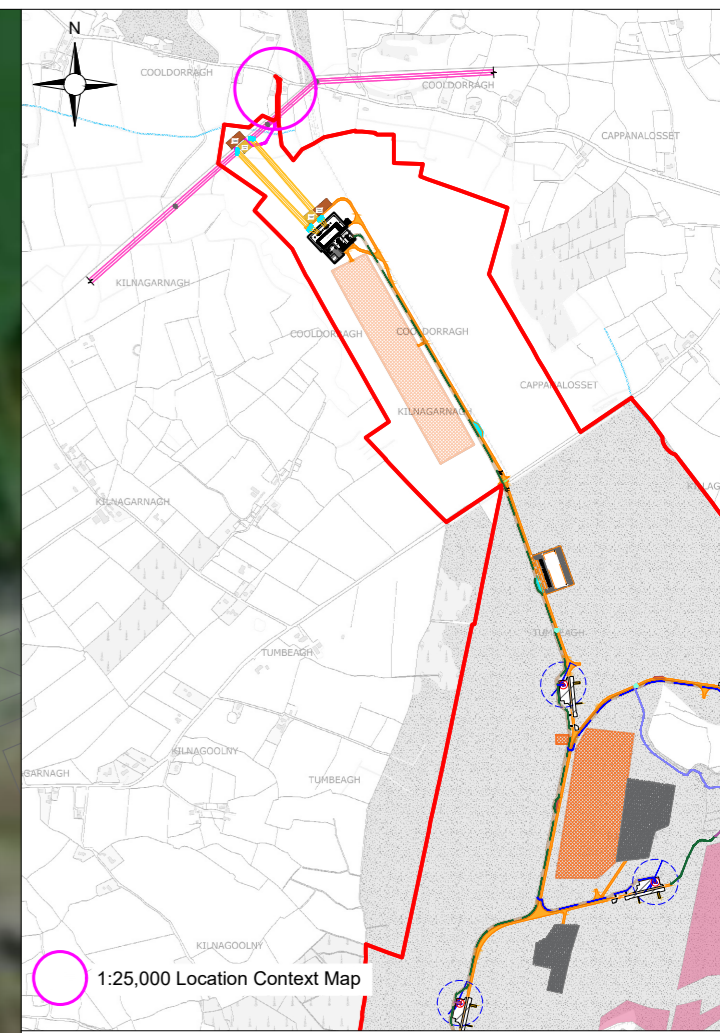 N
COOLDORRAGH
COOLDORRAGH
CAPPANALOSSET
KILNAGARNAGH
COOLDORRAGH
COOLDORRAGH
CAPPANALOSSET
KILNAGARNAGH
KILNAGARNAGH
TUMBEAGH
TUMBEAGH
KILNAGOOLNY
GARNAGH
TUMBEAGH
KILNAGOOLNY
1:25,000 Location Context Map